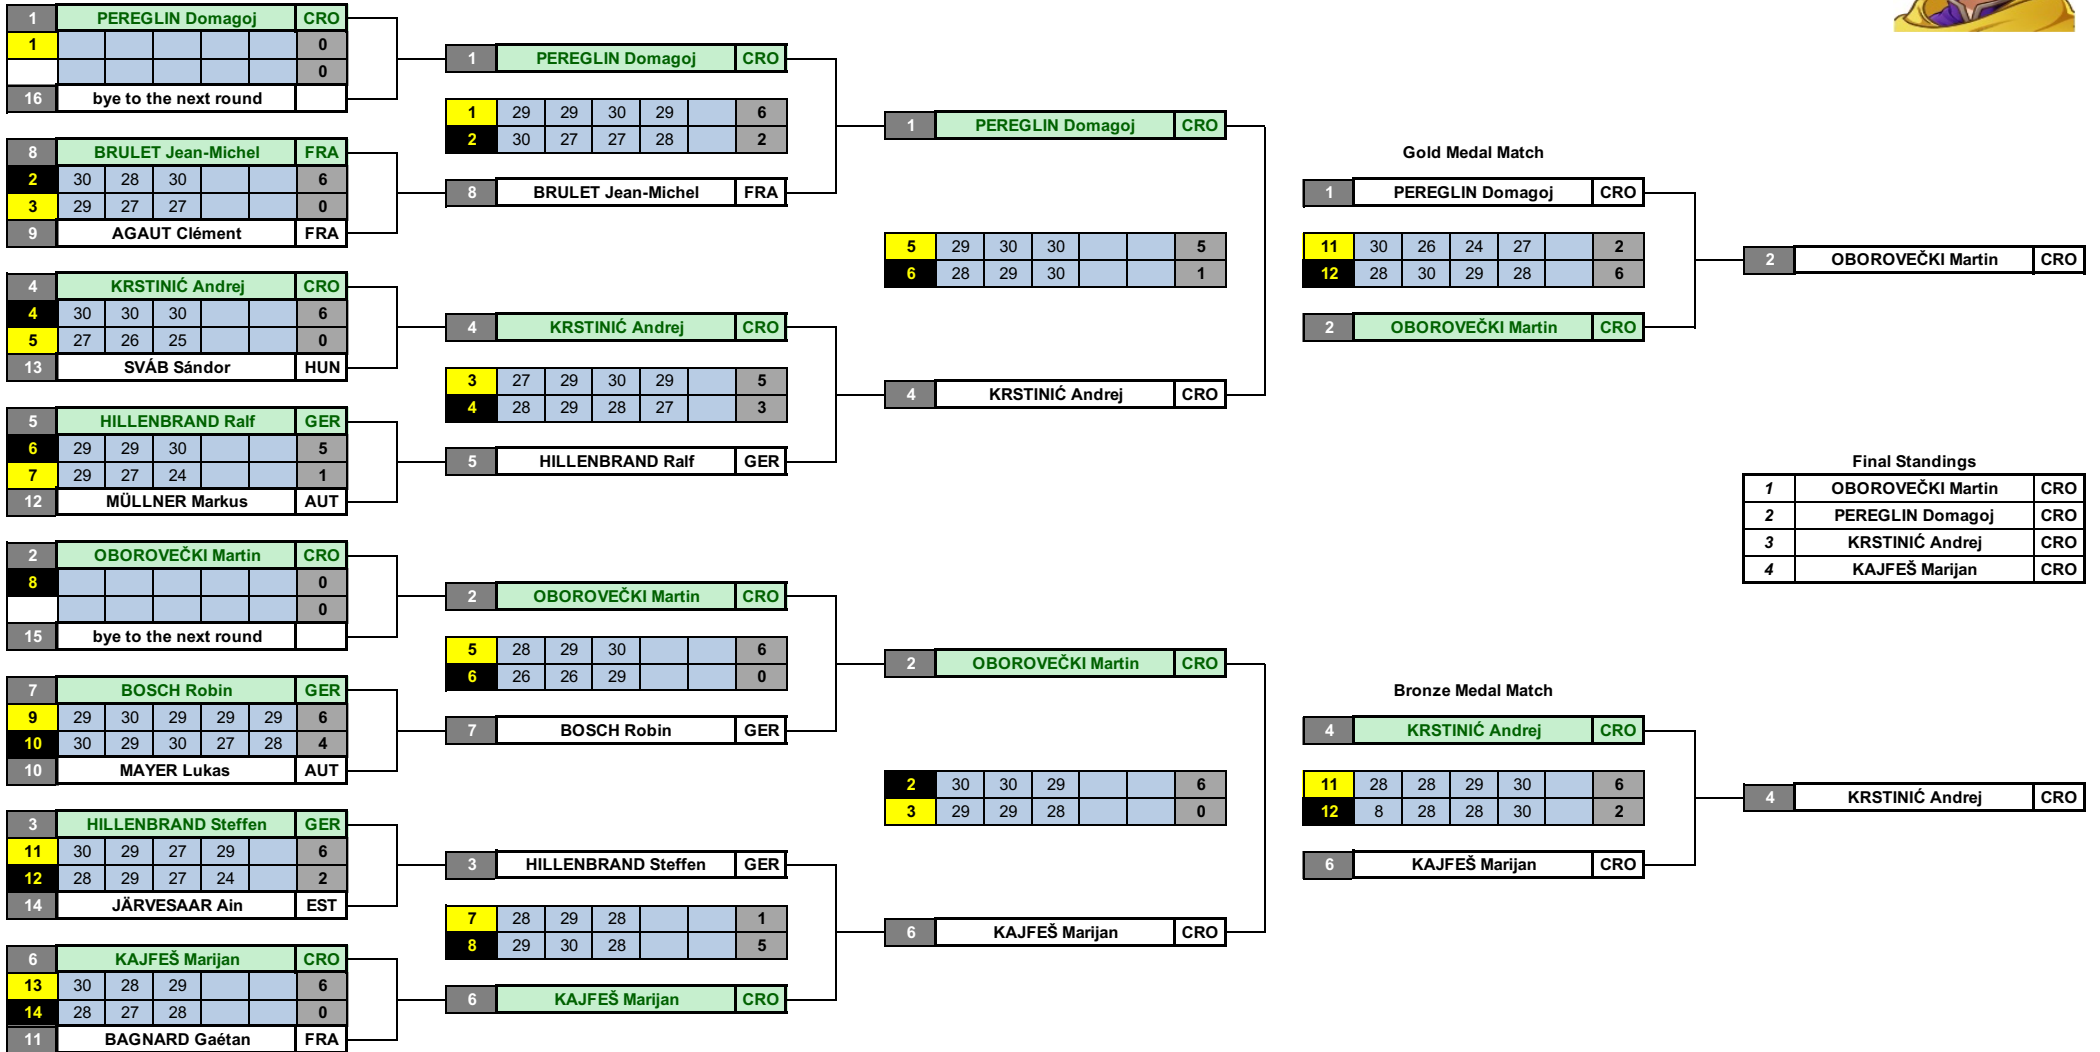 1 PEREGLIN Domagoj CRO
1 0
0
16 bye to the next round
8 BRULET Jean-Michel FRA
2 30 28 30 6
3 29 27 27 0
9 AGAUT Clément FRA
4 KRSTINIĆ Andrej CRO
4 30 30 30 6
5 27 26 25 0
13 SVÁB Sándor HUN
5 HILLENBRAND Ralf GER
6 29 29 30 5
7 29 27 24 1
12 MÜLLNER Markus AUT
2 OBOROVEČKI Martin CRO
8 0
0
15 bye to the next round
7 BOSCH Robin GER
9 29 30 29 29 29 6
10 30 29 30 27 28 4
10 MAYER Lukas AUT
3 HILLENBRAND Steffen GER
11 30 29 27 29 6
12 28 29 27 24 2
14 JÄRVESAAR Ain EST
6 KAJFEŠ Marijan CRO
13 30 28 29 6
14 28 27 28 0
11 BAGNARD Gaétan FRA
1 PEREGLIN Domagoj CRO
1 29 29 30 29 6
2 30 27 27 28 2
8 BRULET Jean-Michel FRA
4 KRSTINIĆ Andrej CRO
3 27 29 30 29 5
4 28 29 28 27 3
5 HILLENBRAND Ralf GER
2 OBOROVEČKI Martin CRO
5 28 29 30 6
6 26 26 29 0
7 BOSCH Robin GER
3 HILLENBRAND Steffen GER
7 28 29 28 1
8 29 30 28 5
6 KAJFEŠ Marijan CRO
1 PEREGLIN Domagoj CRO
5 29 30 30 5
6 28 29 30 1
4 KRSTINIĆ Andrej CRO
2 OBOROVEČKI Martin CRO
2 30 30 29 6
3 29 29 28 0
6 KAJFEŠ Marijan CRO
Gold Medal Match
1 PEREGLIN Domagoj CRO
11 30 26 24 27 2
12 28 30 29 28 6
2 OBOROVEČKI Martin CRO
Bronze Medal Match
4 KRSTINIĆ Andrej CRO
11 28 28 29 30 6
12 8 28 28 30 2
6 KAJFEŠ Marijan CRO
2 OBOROVEČKI Martin CRO
Final Standings
1 OBOROVEČKI Martin CRO
2 PEREGLIN Domagoj CRO
3 KRSTINIĆ Andrej CRO
4 KAJFEŠ Marijan CRO
4 KRSTINIĆ Andrej CRO